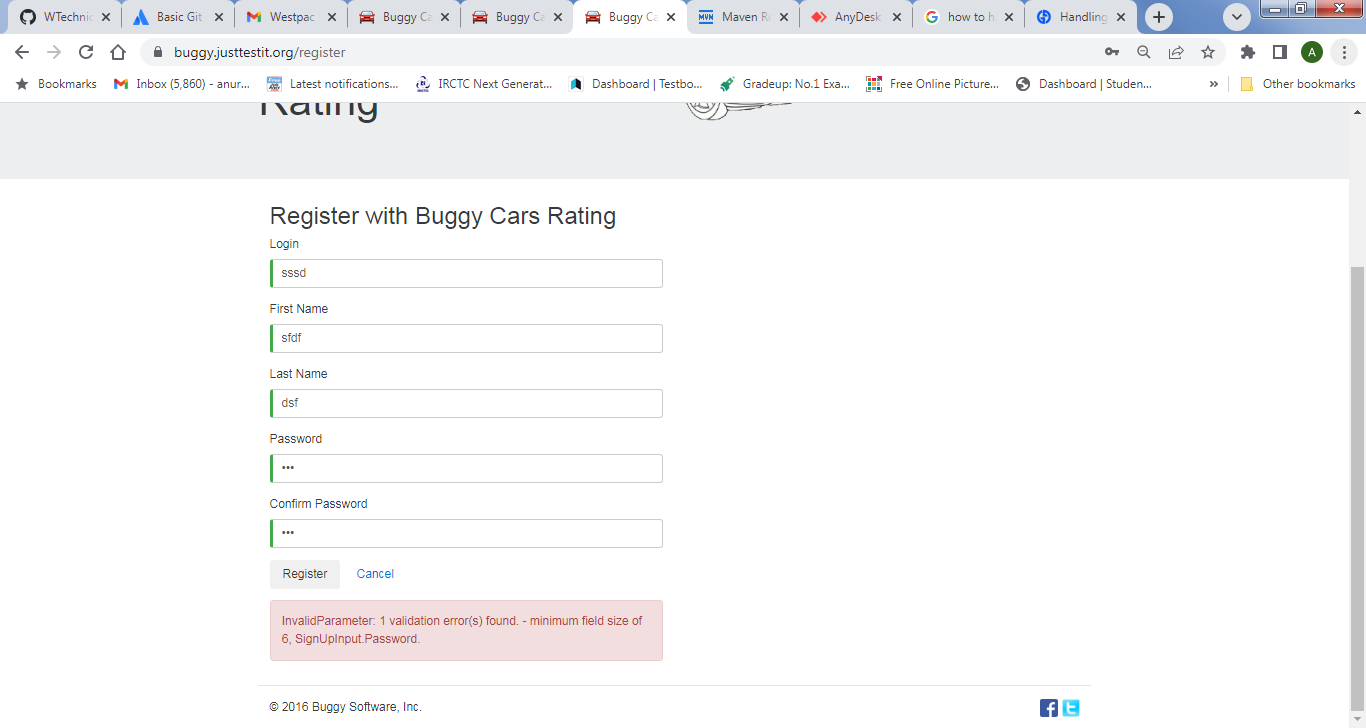 WTechnic
Basic Git
Westpac
Buggy Ca
Buggy Ca
Buggy Ca
Maven Re
AnyDesk
how to h
Handling
buggy.justtestit.org/register
A
Bookmarks
Inbox (5,860) - anur...
Latest notifications...
IRCTC Next Generat...
Dashboard | Testbo...
Gradeup: No.1 Exa...
Free Online Picture...
Dashboard | Studen...
»
Other bookmarks
Rating
Register with Buggy Cars Rating
Login
sssd
First Name
sfdf
Last Name
dsf
Password
•••
Confirm Password
•••
Register Cancel
InvalidParameter: 1 validation error(s) found. - minimum field size of
6, SignUpInput.Password.
© 2016 Buggy Software, Inc.